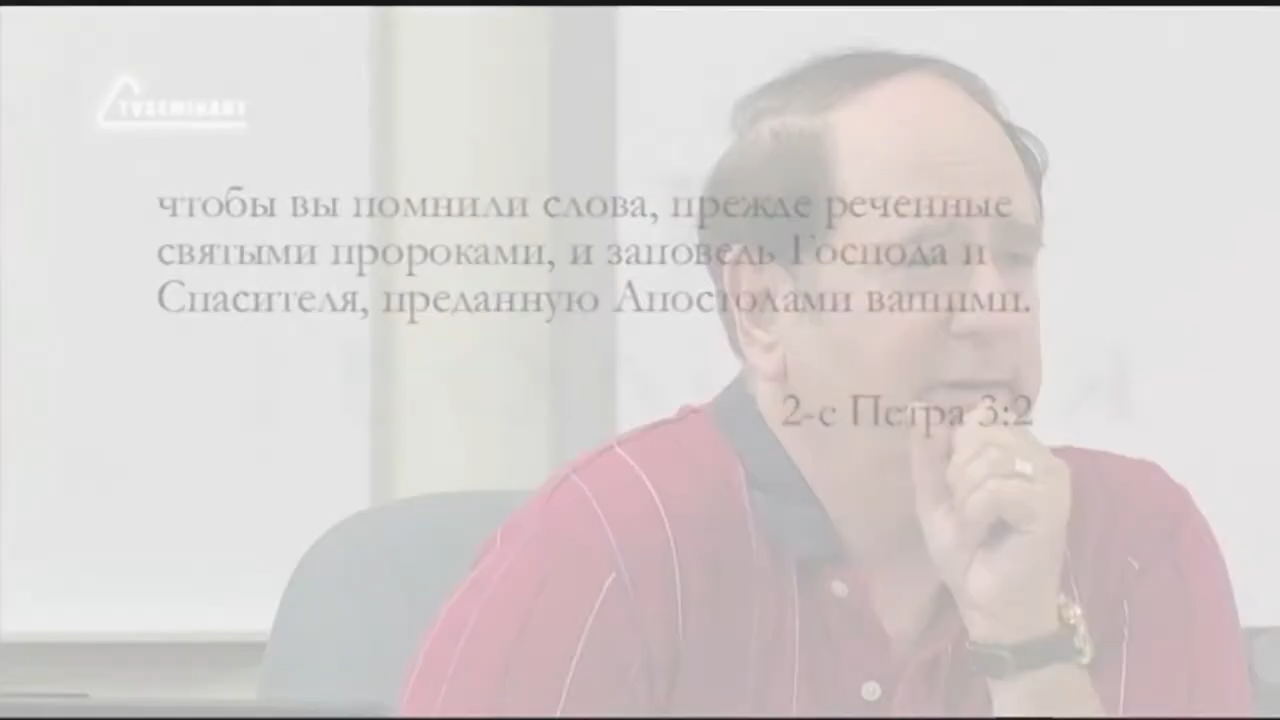 TVSEMINARY
чтобы вы помнили слова, прежде реченные
святыми пророками, и заповедь Господа и
Спасителя, преданную Апостолами вашими.
2-е Петра 3:2